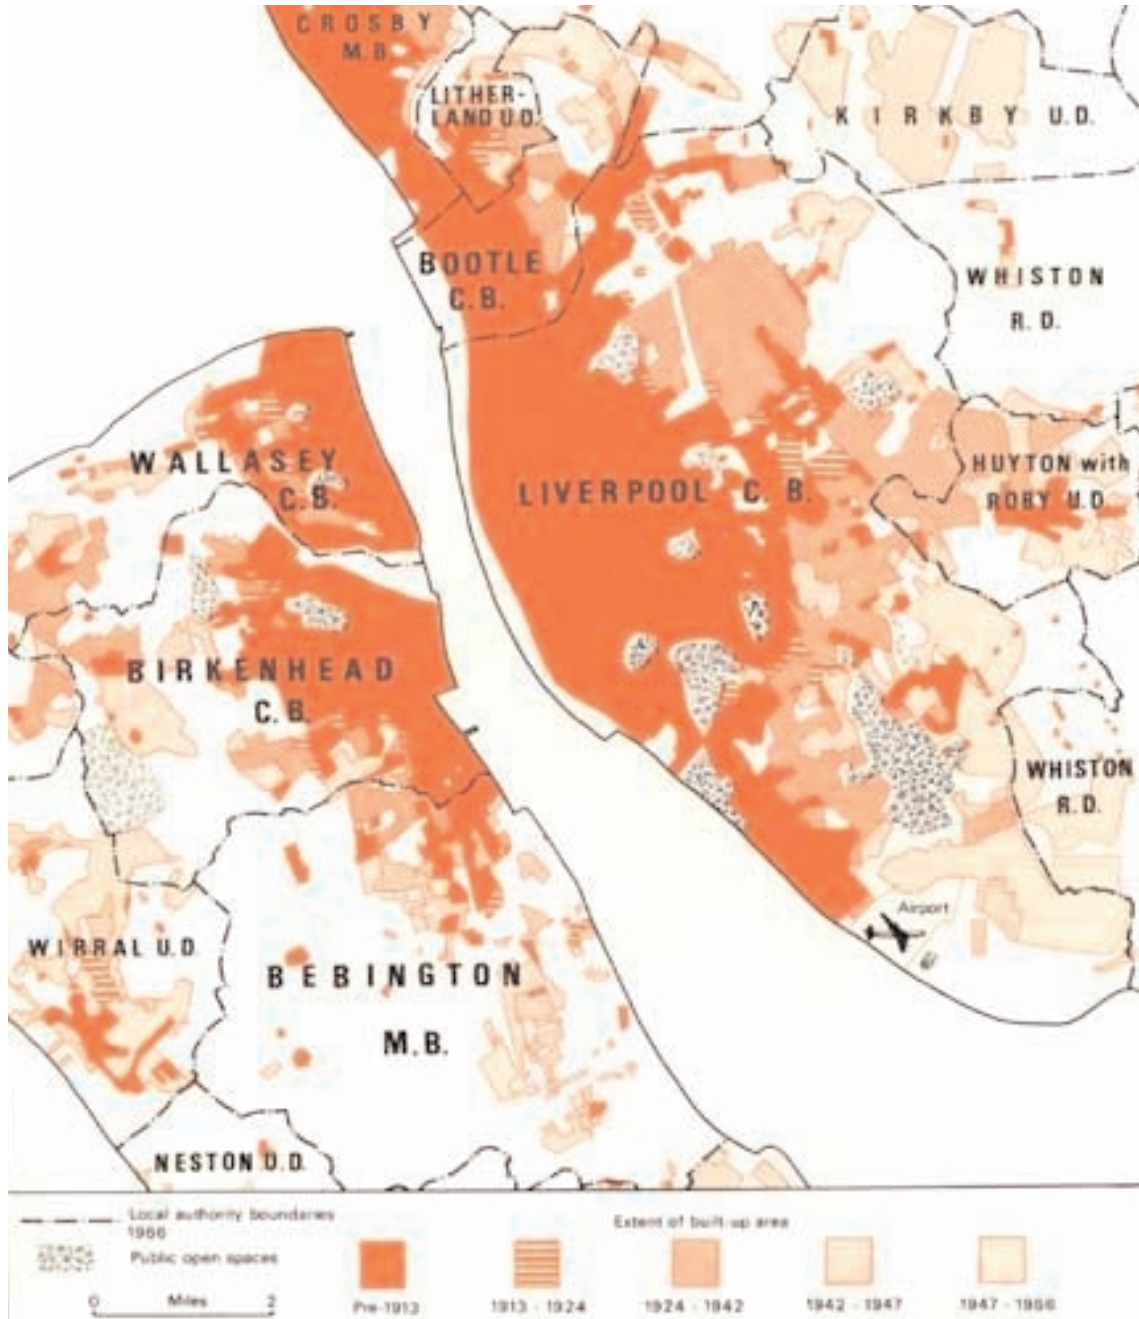 CROSBY
M.B.
LITHER-
LAND U.D.
KIRKBY U.D.
BOOTLE
C.B.
WHISTON
R.D.
WALLASEY
C.B.
LIVERPOOL C.B.
HUYTON with
ROBY U.D.
BIRKENHEAD
C.B.
WHISTON
R.D.
Airport
WIRRAL U.D.
BEBINGTON
M.B.
NESTON U.D.
Local authority boundaries
1966
Extent of built-up area
Public open spaces
0 Miles 2
Pre-1913
1913 - 1924
1924 - 1942
1942 - 1947
1947 - 1966